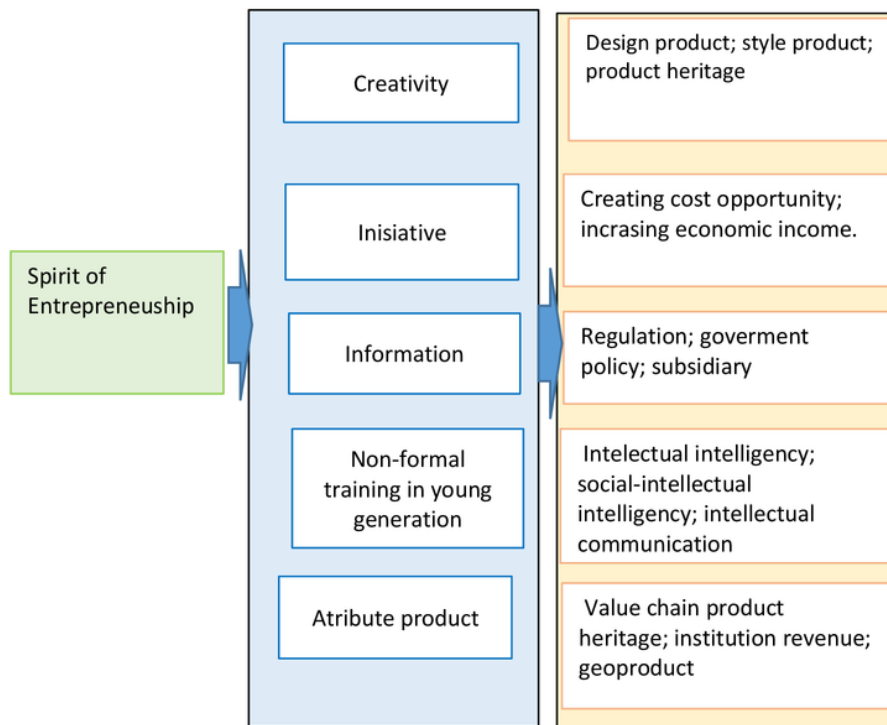 Spirit of
Entrepreneuship
Creativity
Inisiative
Information
Non-formal
training in young
generation
Atribute product
Design product; style product;
product heritage
Creating cost opportunity;
incrasing economic income.
Regulation; goverment
policy; subsidiary
Intelectual intelligency;
social-intellectual
intelligency; intellectual
communication
Value chain product
heritage; institution revenue;
geoproduct